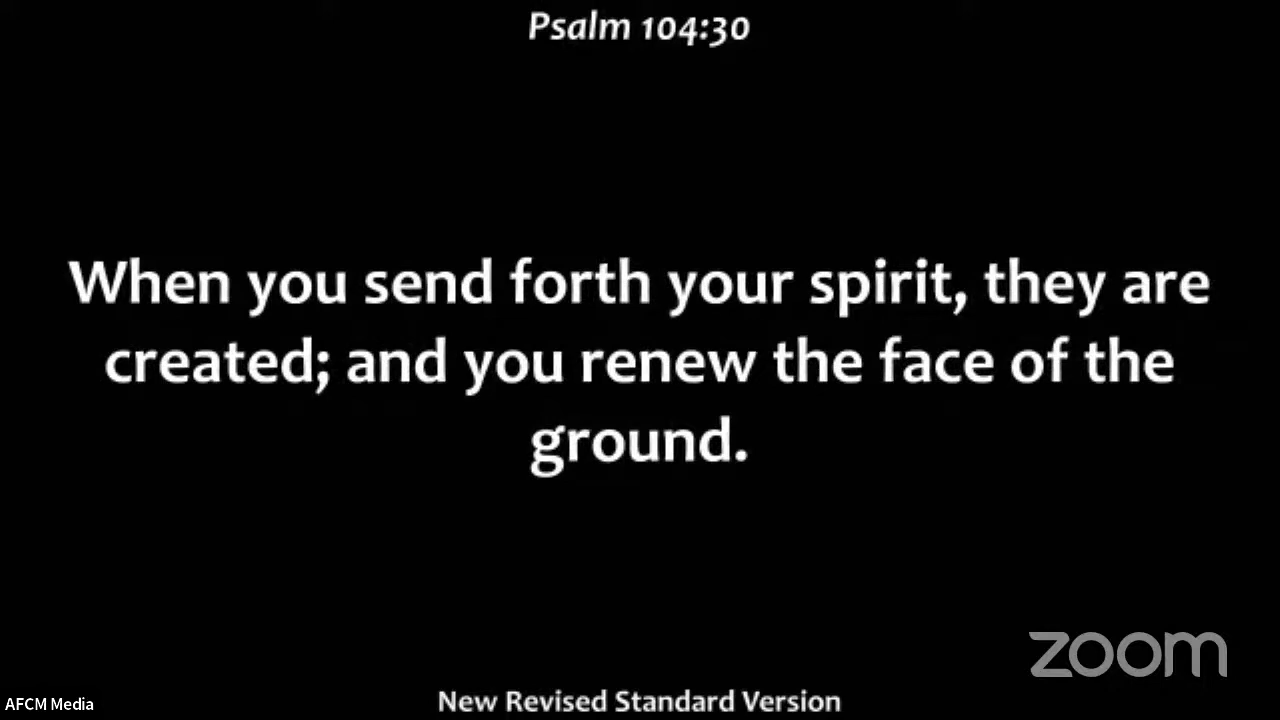 Psalm 104:30
When you send forth your spirit, they are
created; and you renew the face of the
ground.
zoom
AFCM Media
New Revised Standard Version